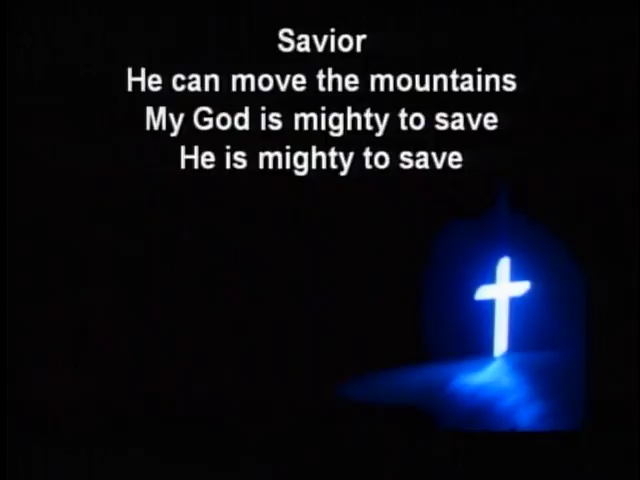 Savior
He can move the mountains
My God is mighty to save
He is mighty to save